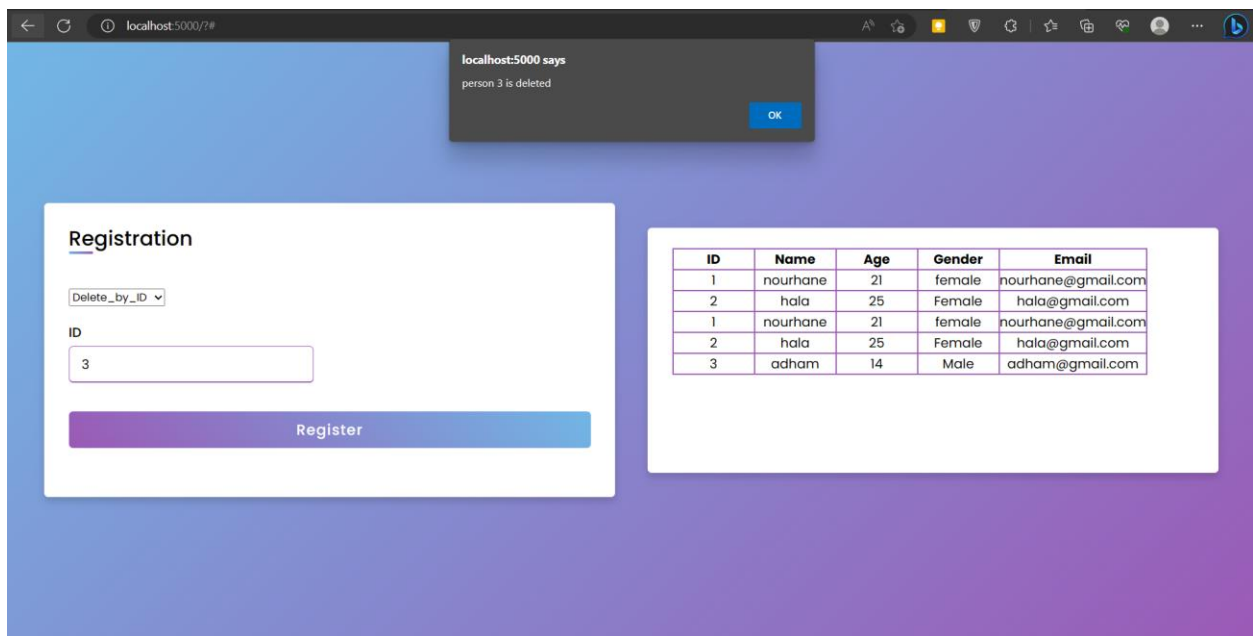 localhost:5000/?#
localhost:5000 says
person 3 is deleted
OK
Registration
Delete_by_ID
ID
3
Register
ID Name Age Gender Email
1 nourhane 21 female nourhane@gmail.com
2 hala 25 Female hala@gmail.com
1 nourhane 21 female nourhane@gmail.com
2 hala 25 Female hala@gmail.com
3 adham 14 Male adham@gmail.com